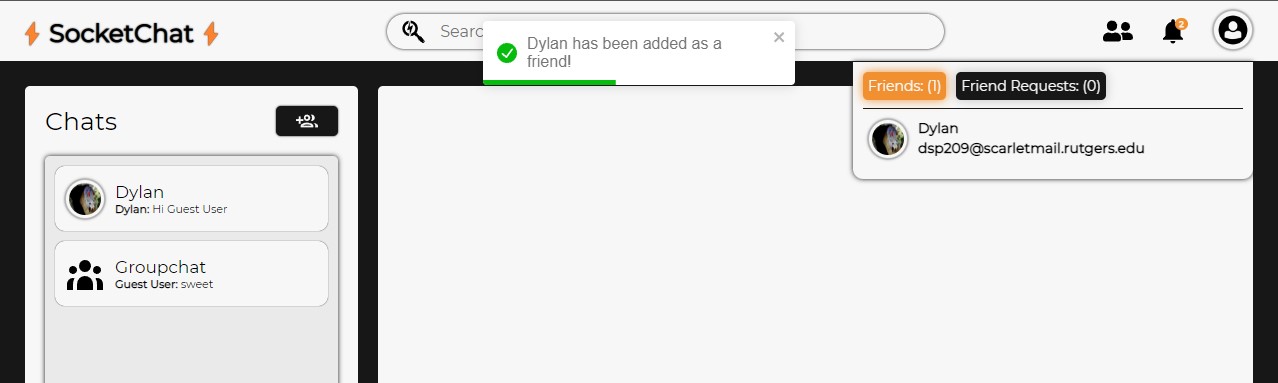 SocketChat
Searc
2
Dylan has been added as a
friend!
Friends: (1)
Friend Requests: (0)
Dylan
dsp209@scarletmail.rutgers.edu
Chats
Dylan
Dylan: Hi Guest User
Groupchat
Guest User: sweet